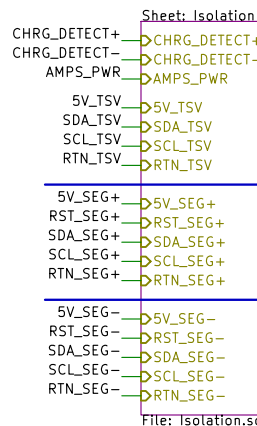 Sheet: Isolation
CHRG_DETECT+ CHRG_DETECT+
CHRG_DETECT− CHRG_DETECT−
AMPS_PWR AMPS_PWR
5V_TSV 5V_TSV
SDA_TSV SDA_TSV
SCL_TSV SCL_TSV
RTN_TSV RTN_TSV
5V_SEG+ 5V_SEG+
RST_SEG+ RST_SEG+
SDA_SEG+ SDA_SEG+
SCL_SEG+ SCL_SEG+
RTN_SEG+ RTN_SEG+
5V_SEG− 5V_SEG−
RST_SEG− RST_SEG−
SDA_SEG− SDA_SEG−
SCL_SEG− SCL_SEG−
RTN_SEG− RTN_SEG−
File: Isolation.sc